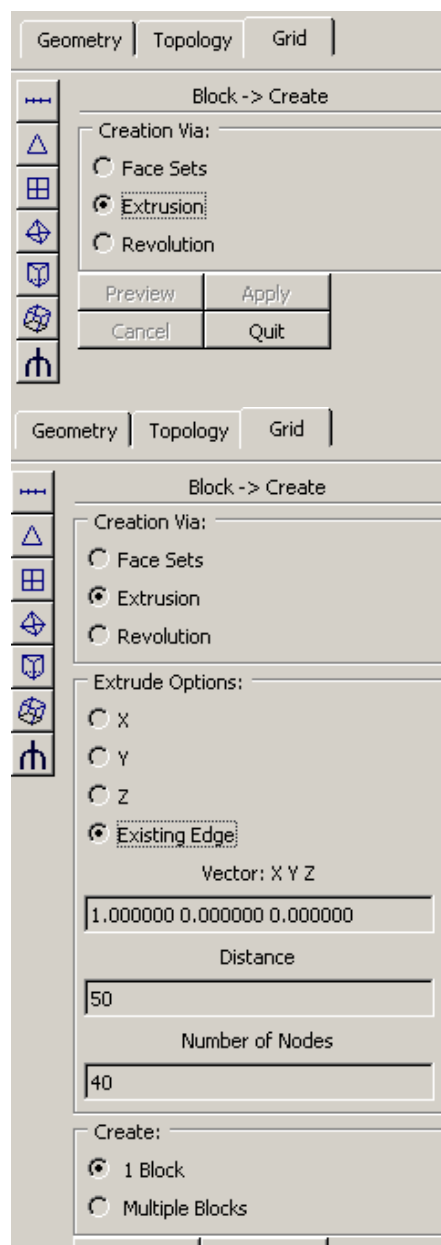 Geometry Topology Grid
Block -> Create
Creation Via:
Face Sets
Extrusion
Revolution
Preview Apply
Cancel Quit
Geometry Topology Grid
Block -> Create
Creation Via:
Face Sets
Extrusion
Revolution
Extrude Options:
X
Y
Z
Existing Edge
Vector: X Y Z
1.000000 0.000000 0.000000
Distance
50
Number of Nodes
40
Create:
1 Block
Multiple Blocks